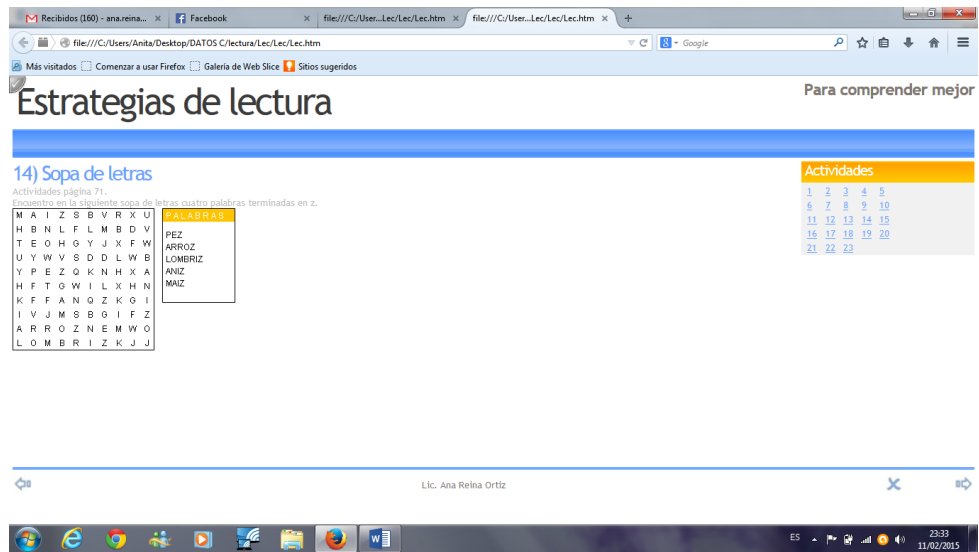 Recibidos (160) - ana.reina... × Facebook × file:///C:/User...Lec/Lec/Lec.htm × file:///C:/User...Lec/Lec/Lec.htm × +
file:///C:/Users/Anita/Desktop/DATOS C/lectura/Lec/Lec/Lec.htm Google
Más visitados Comenzar a usar Firefox Galería de Web Slice Sitios sugeridos
Estrategias de lectura
Para comprender mejor
14) Sopa de letras
Actividades página 71.
Encuentro en la siguiente sopa de letras cuatro palabras terminadas en z.
M A I Z S B V R X U
H B N L F L M B D V
T E O H G Y J X F W
U Y W V S D D L W B
Y P E Z Q K N H X A
H F T G W I L X H N
K F F A N Q Z K G I
I V J M S B G I F Z
A R R O Z N E M W O
L O M B R I Z K J J
PALABRAS
PEZ
ARROZ
LOMBRIZ
ANIZ
MAIZ
Actividades
1 2 3 4 5
6 7 8 9 10
11 12 13 14 15
16 17 18 19 20
21 22 23
Lic. Ana Reina Ortiz
ES 23:33
11/02/2015